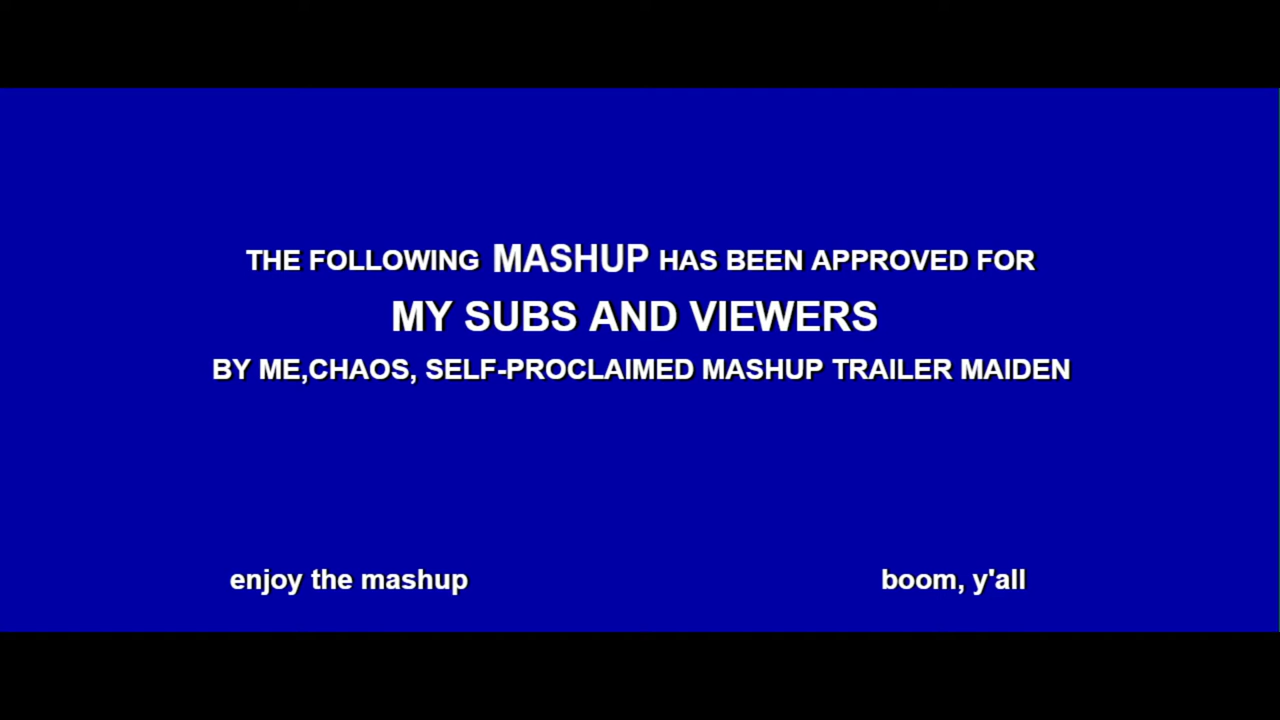 THE FOLLOWING MASHUP HAS BEEN APPROVED FOR
MY SUBS AND VIEWERS
BY ME,CHAOS, SELF-PROCLAIMED MASHUP TRAILER MAIDEN
enjoy the mashup
boom, y'all